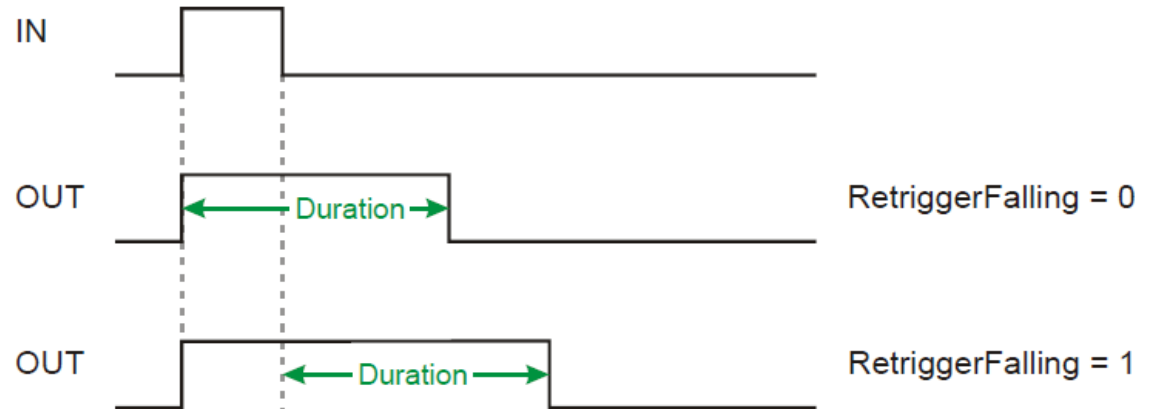 IN
OUT
Duration
RetriggerFalling = 0
OUT
Duration
RetriggerFalling = 1